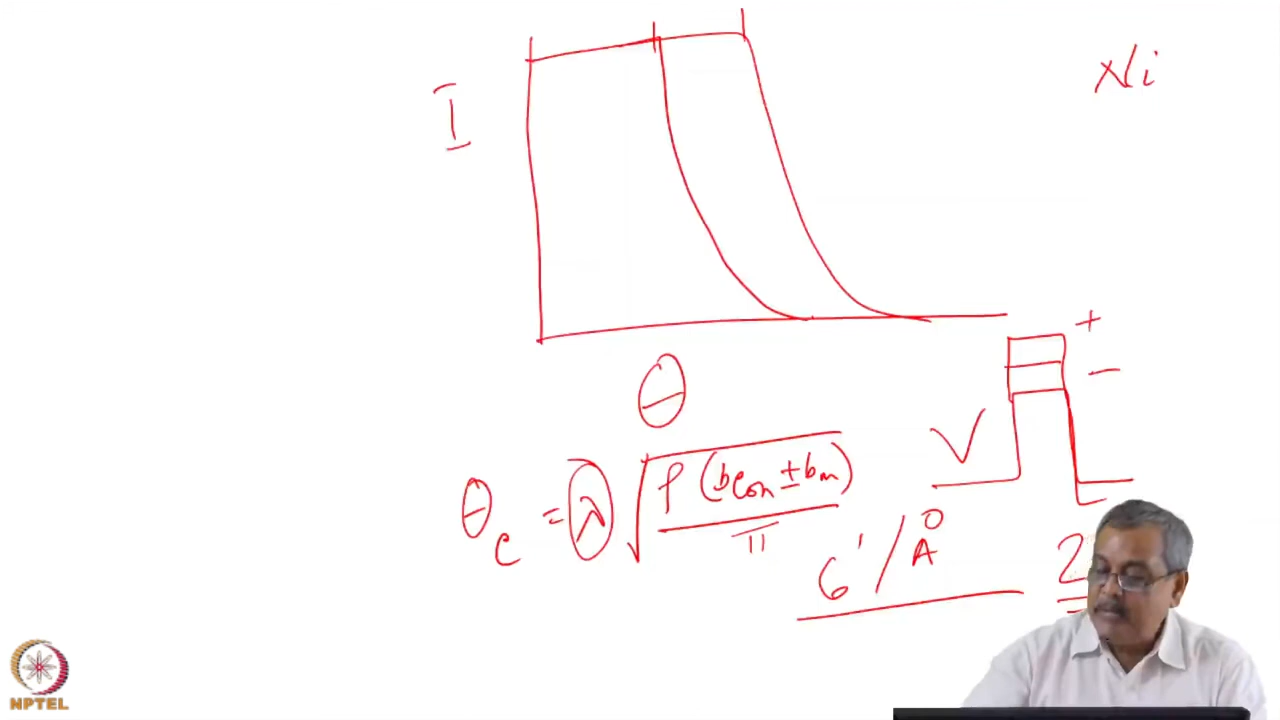 I
Ni
+
-
θ
V
θc = λ √(ρ (bcoh ± bm) / π)
6' / Å
2
NPTEL